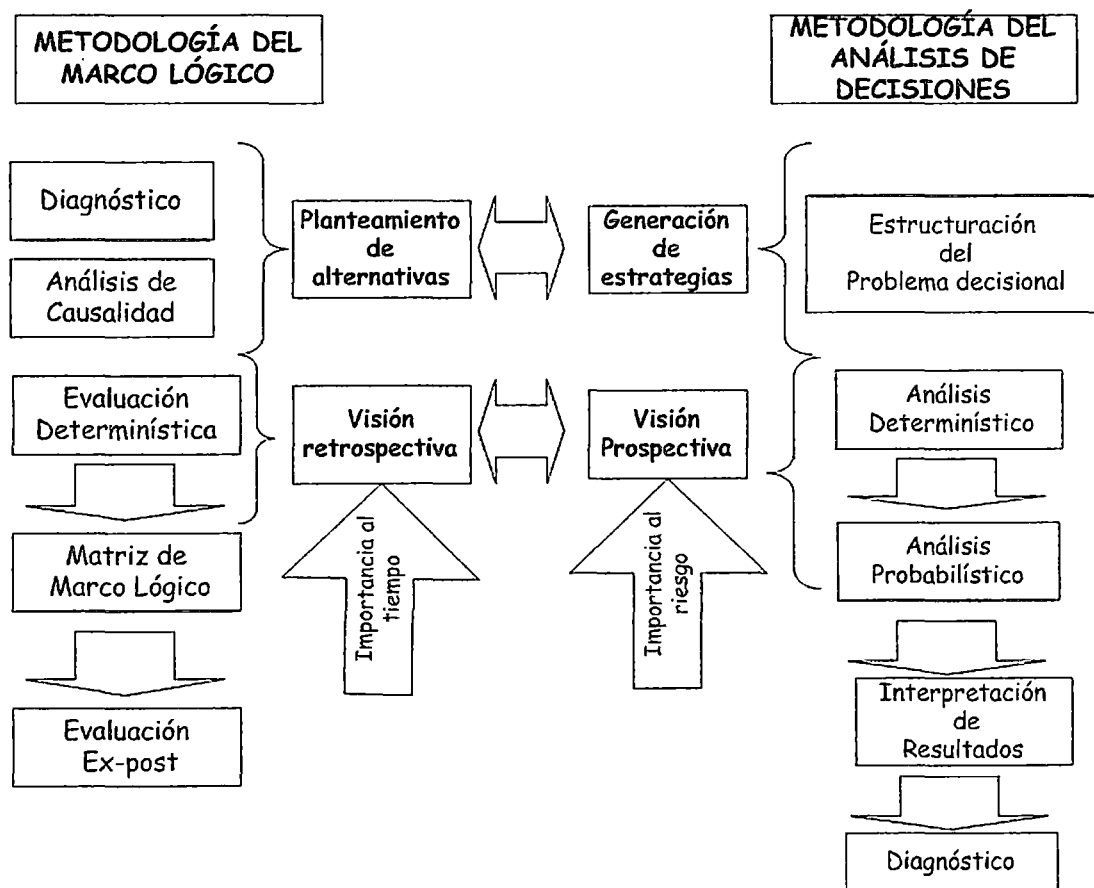 METODOLOGÍA DEL
MARCO LÓGICO
METODOLOGÍA DEL
ANÁLISIS DE
DECISIONES
Diagnóstico
Análisis de
Causalidad
Planteamiento
de
alternativas
Generación
de
estrategias
Estructuración
del
Problema decisional
Evaluación
Determinística
Visión
retrospectiva
Visión
Prospectiva
Análisis
Determinístico
Matriz de
Marco Lógico
Importancia al
tiempo
Importancia al
riesgo
Análisis
Probabilístico
Evaluación
Ex-post
Interpretación
de
Resultados
Diagnóstico